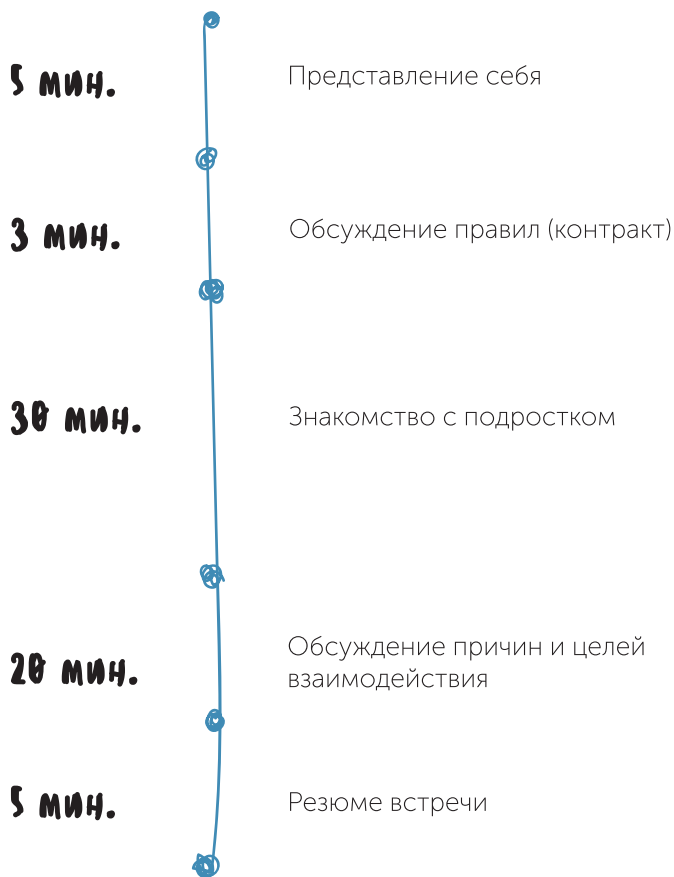 5 мин.
Представление себя
3 мин.
Обсуждение правил (контракт)
30 мин.
Знакомство с подростком
20 мин.
Обсуждение причин и целей
взаимодействия
5 мин.
Резюме встречи